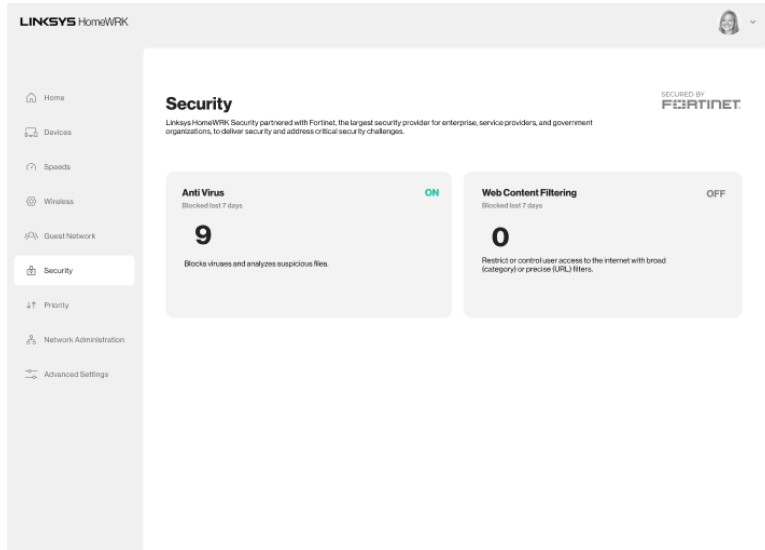 LINKSYS HomeWRK
Home
Devices
Speeds
Wireless
Guest Network
Security
Priority
Network Administration
Advanced Settings
Security
Linksys HomeWRK Security partnered with Fortinet, the largest security provider for enterprise, service providers, and government
organizations, to deliver security and address critical security challenges.
SECURED BY
FORTINET
Anti Virus
ON
Blocked last 7 days
9
Blocks viruses and analyzes suspicious files.
Web Content Filtering
OFF
Blocked last 7 days
0
Restrict or control user access to the internet with broad
(category) or precise (URL) filters.